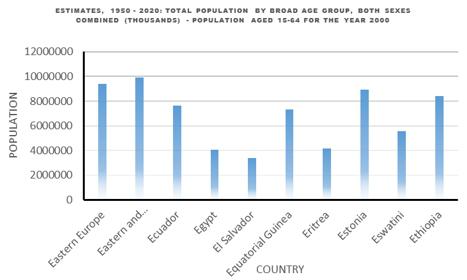 ESTIMATES, 1950 - 2020: TOTAL POPULATION BY BROAD AGE GROUP, BOTH SEXES
COMBINED (THOUSANDS) - POPULATION AGED 15-64 FOR THE YEAR 2000
POPULATION
12000000
10000000
8000000
6000000
4000000
2000000
0
Eastern Europe
Eastern and...
Ecuador
Egypt
El Salvador
Equatorial Guinea
Eritrea
Estonia
Eswatini
Ethiopia
COUNTRY